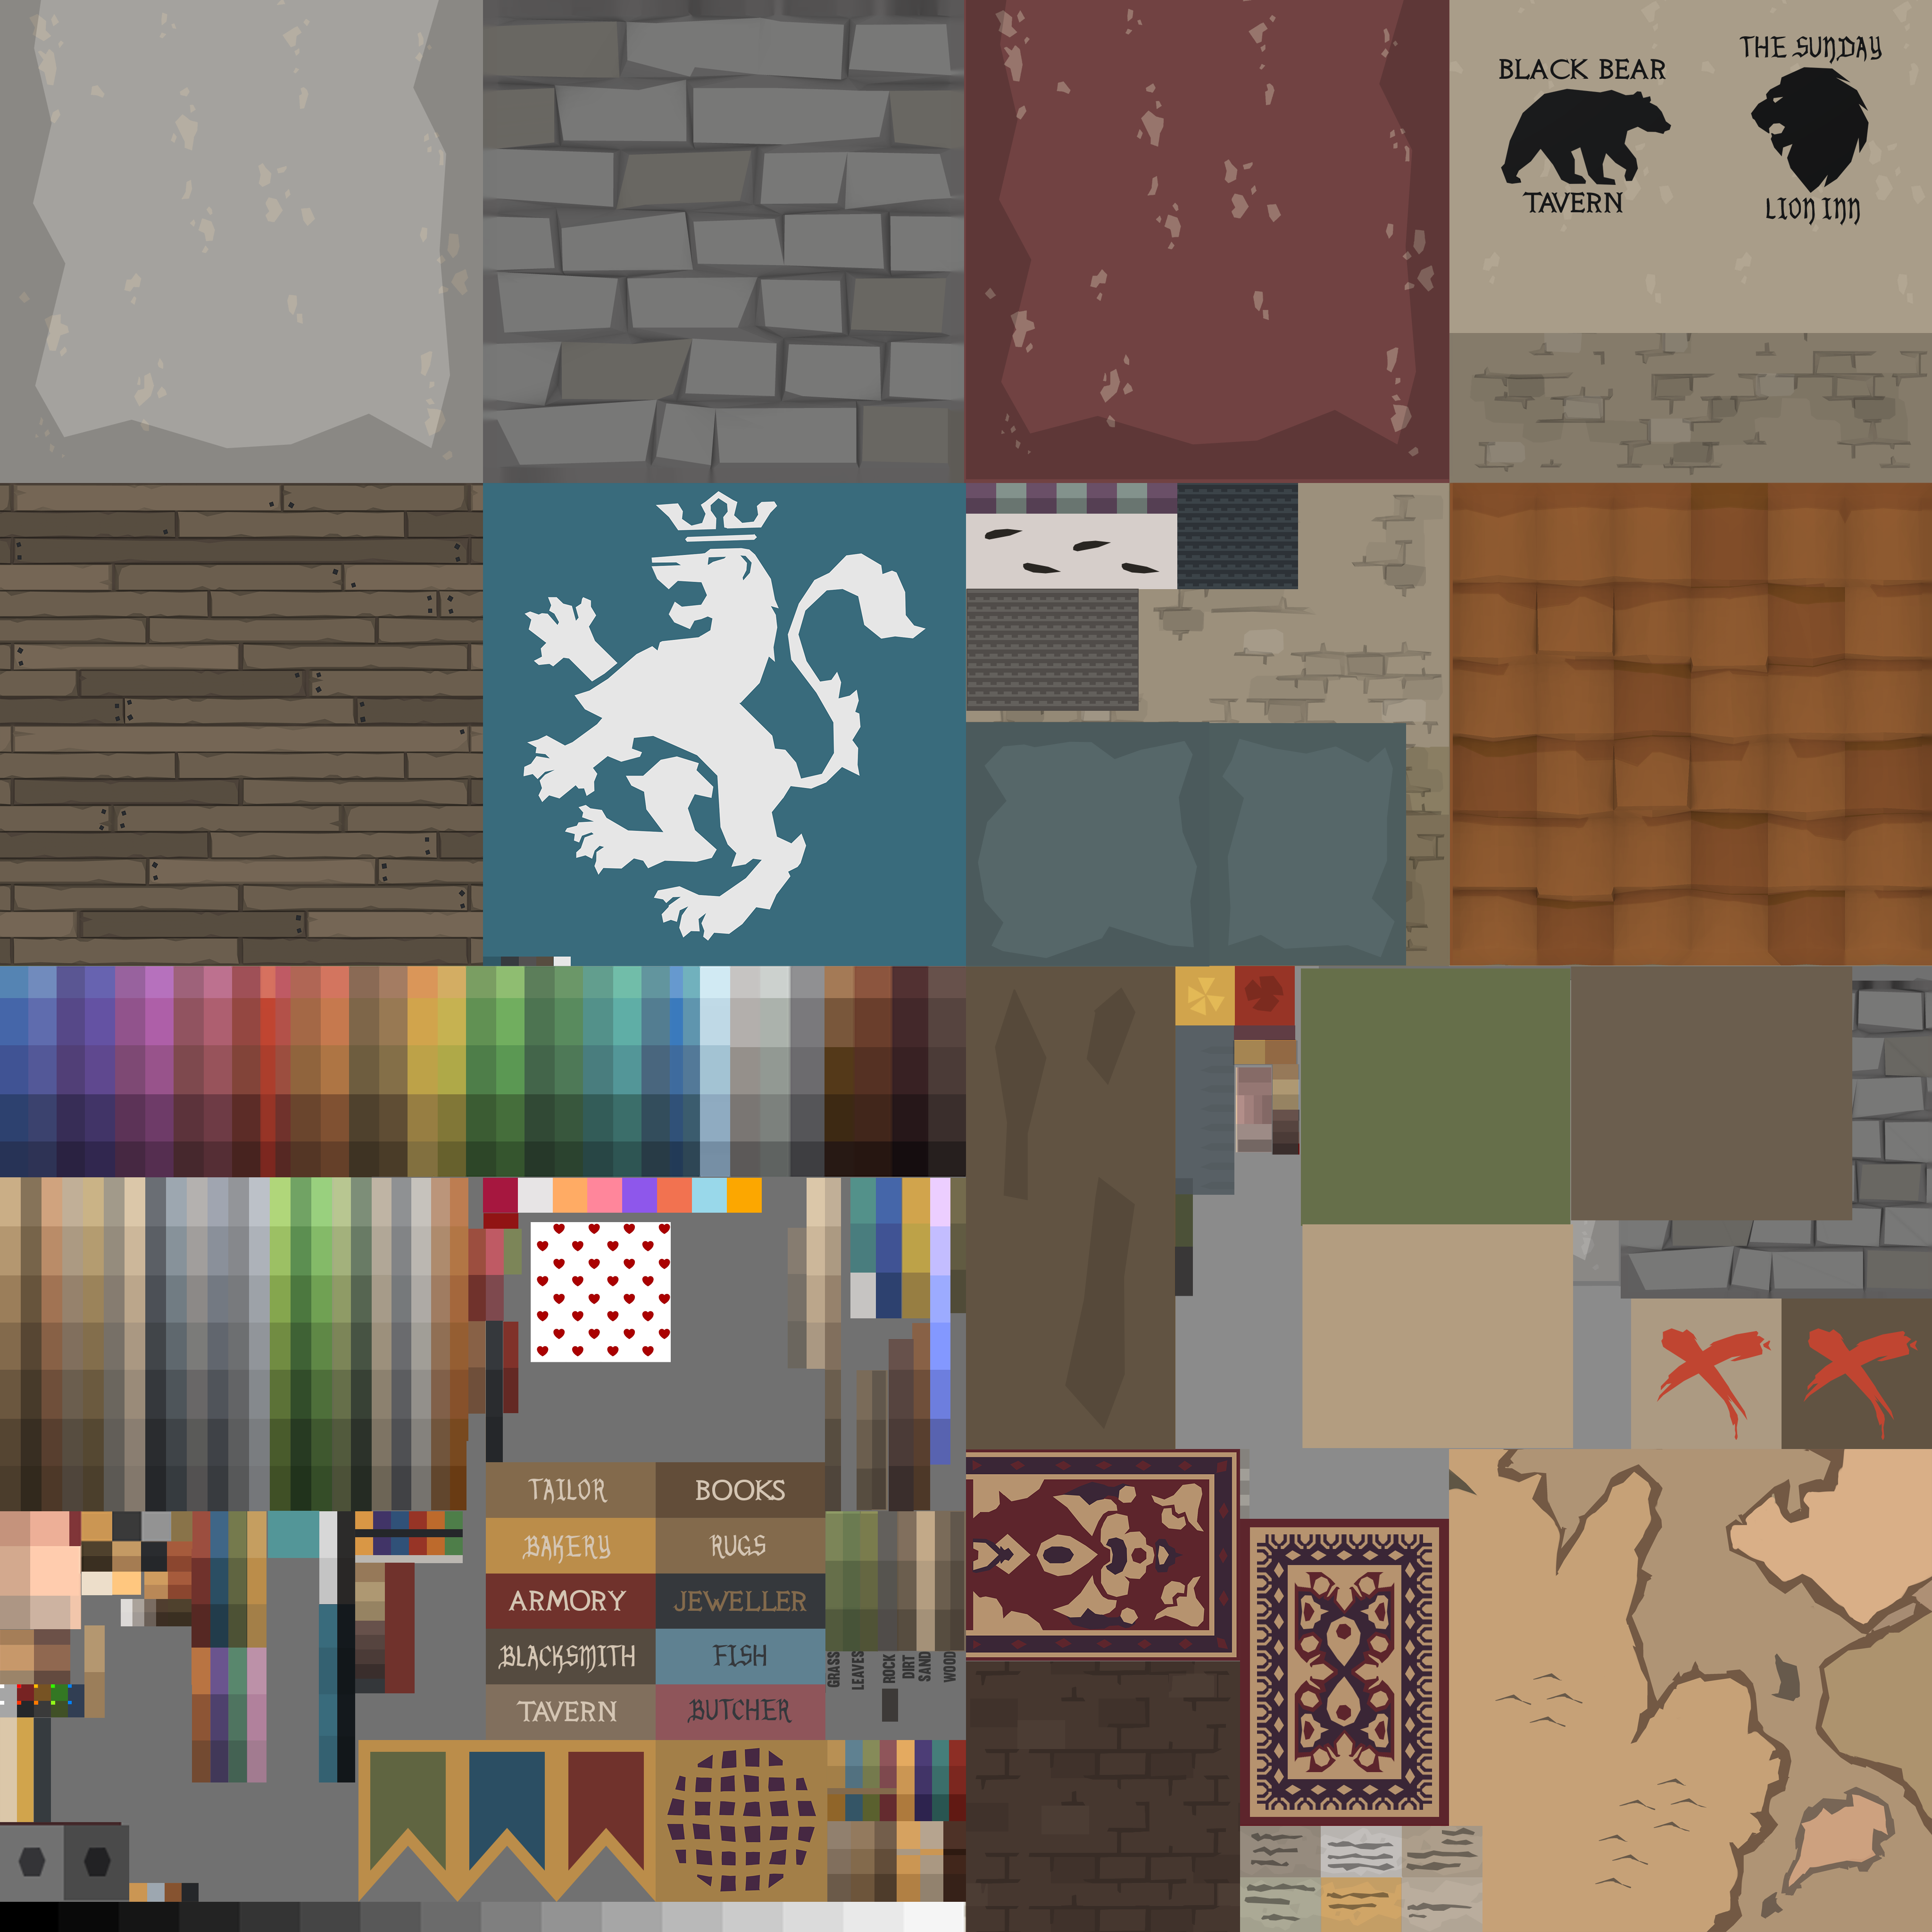 BLACK BEAR
TAVERN
THE SUNDAY
LION INN
TAILOR
BOOKS
BAKERY
RUGS
ARMORY
JEWELLER
BLACKSMITH
FISH
TAVERN
BUTCHER
GRASS
LEAVES
ROCK
DIRT
SAND
WOOD